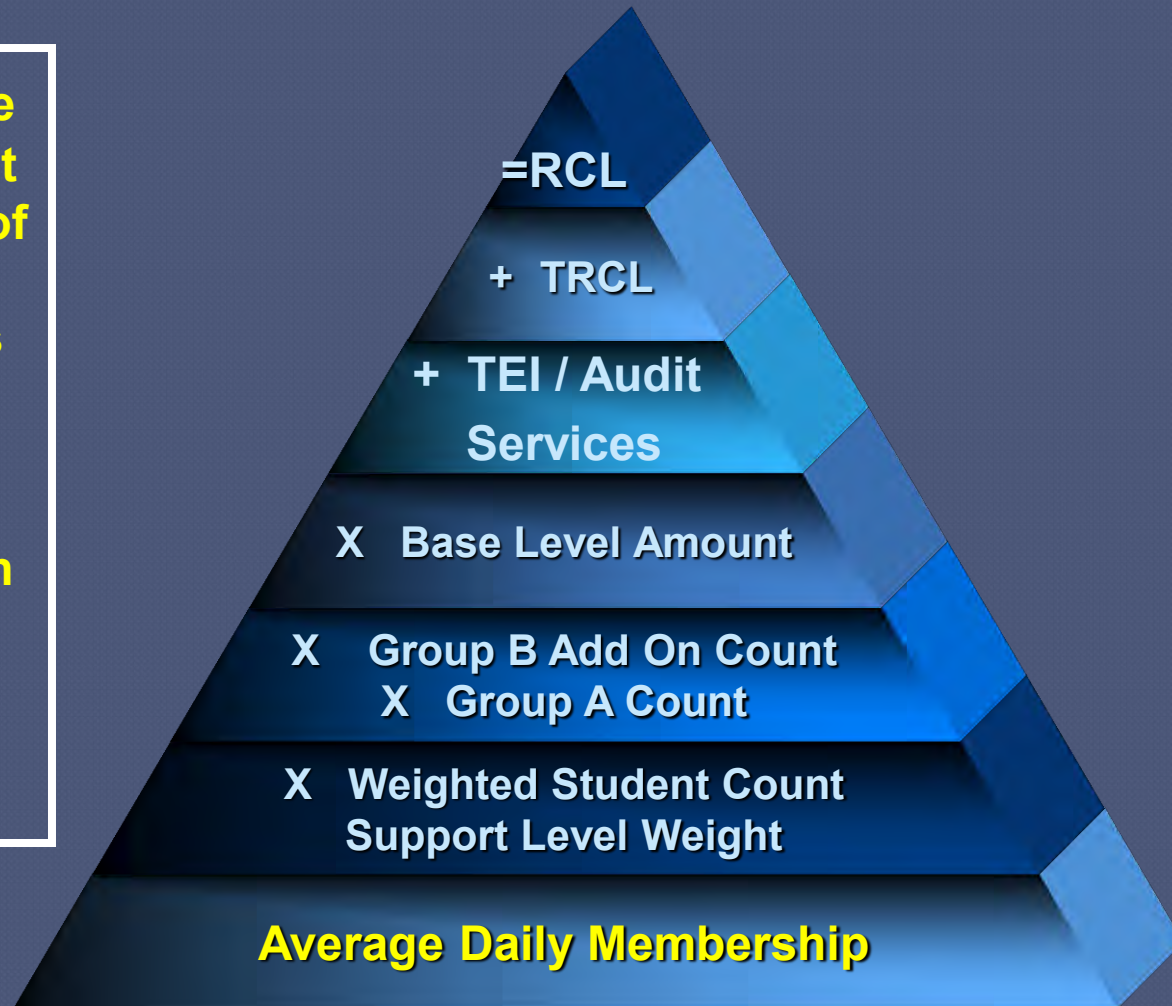 e
t
of
s
n
=RCL
+ TRCL
+ TEI / Audit
Services
X Base Level Amount
X Group B Add On Count
X Group A Count
X Weighted Student Count
Support Level Weight
Average Daily Membership